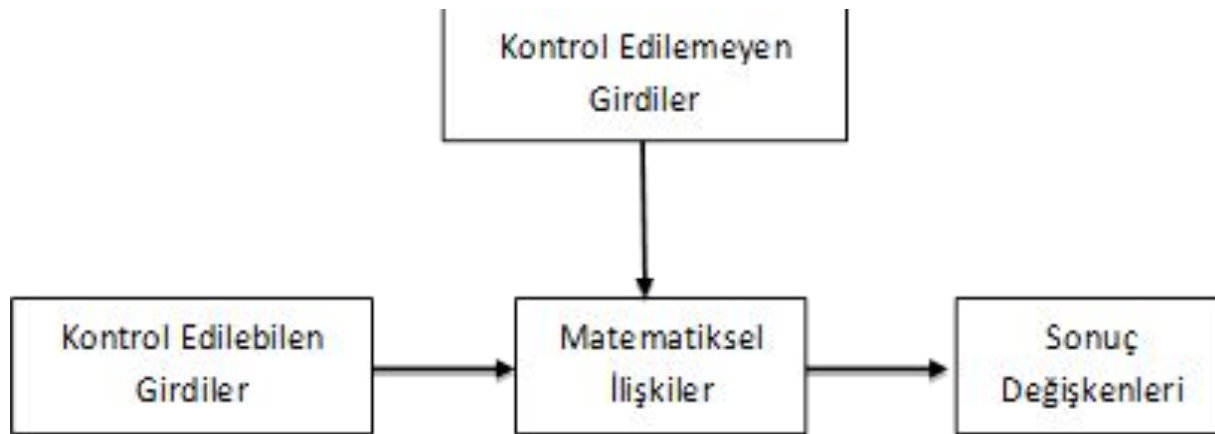 Kontrol Edilemeyen
Girdiler
Kontrol Edilebilen
Girdiler
Matematiksel
İlişkiler
Sonuç
Değişkenleri